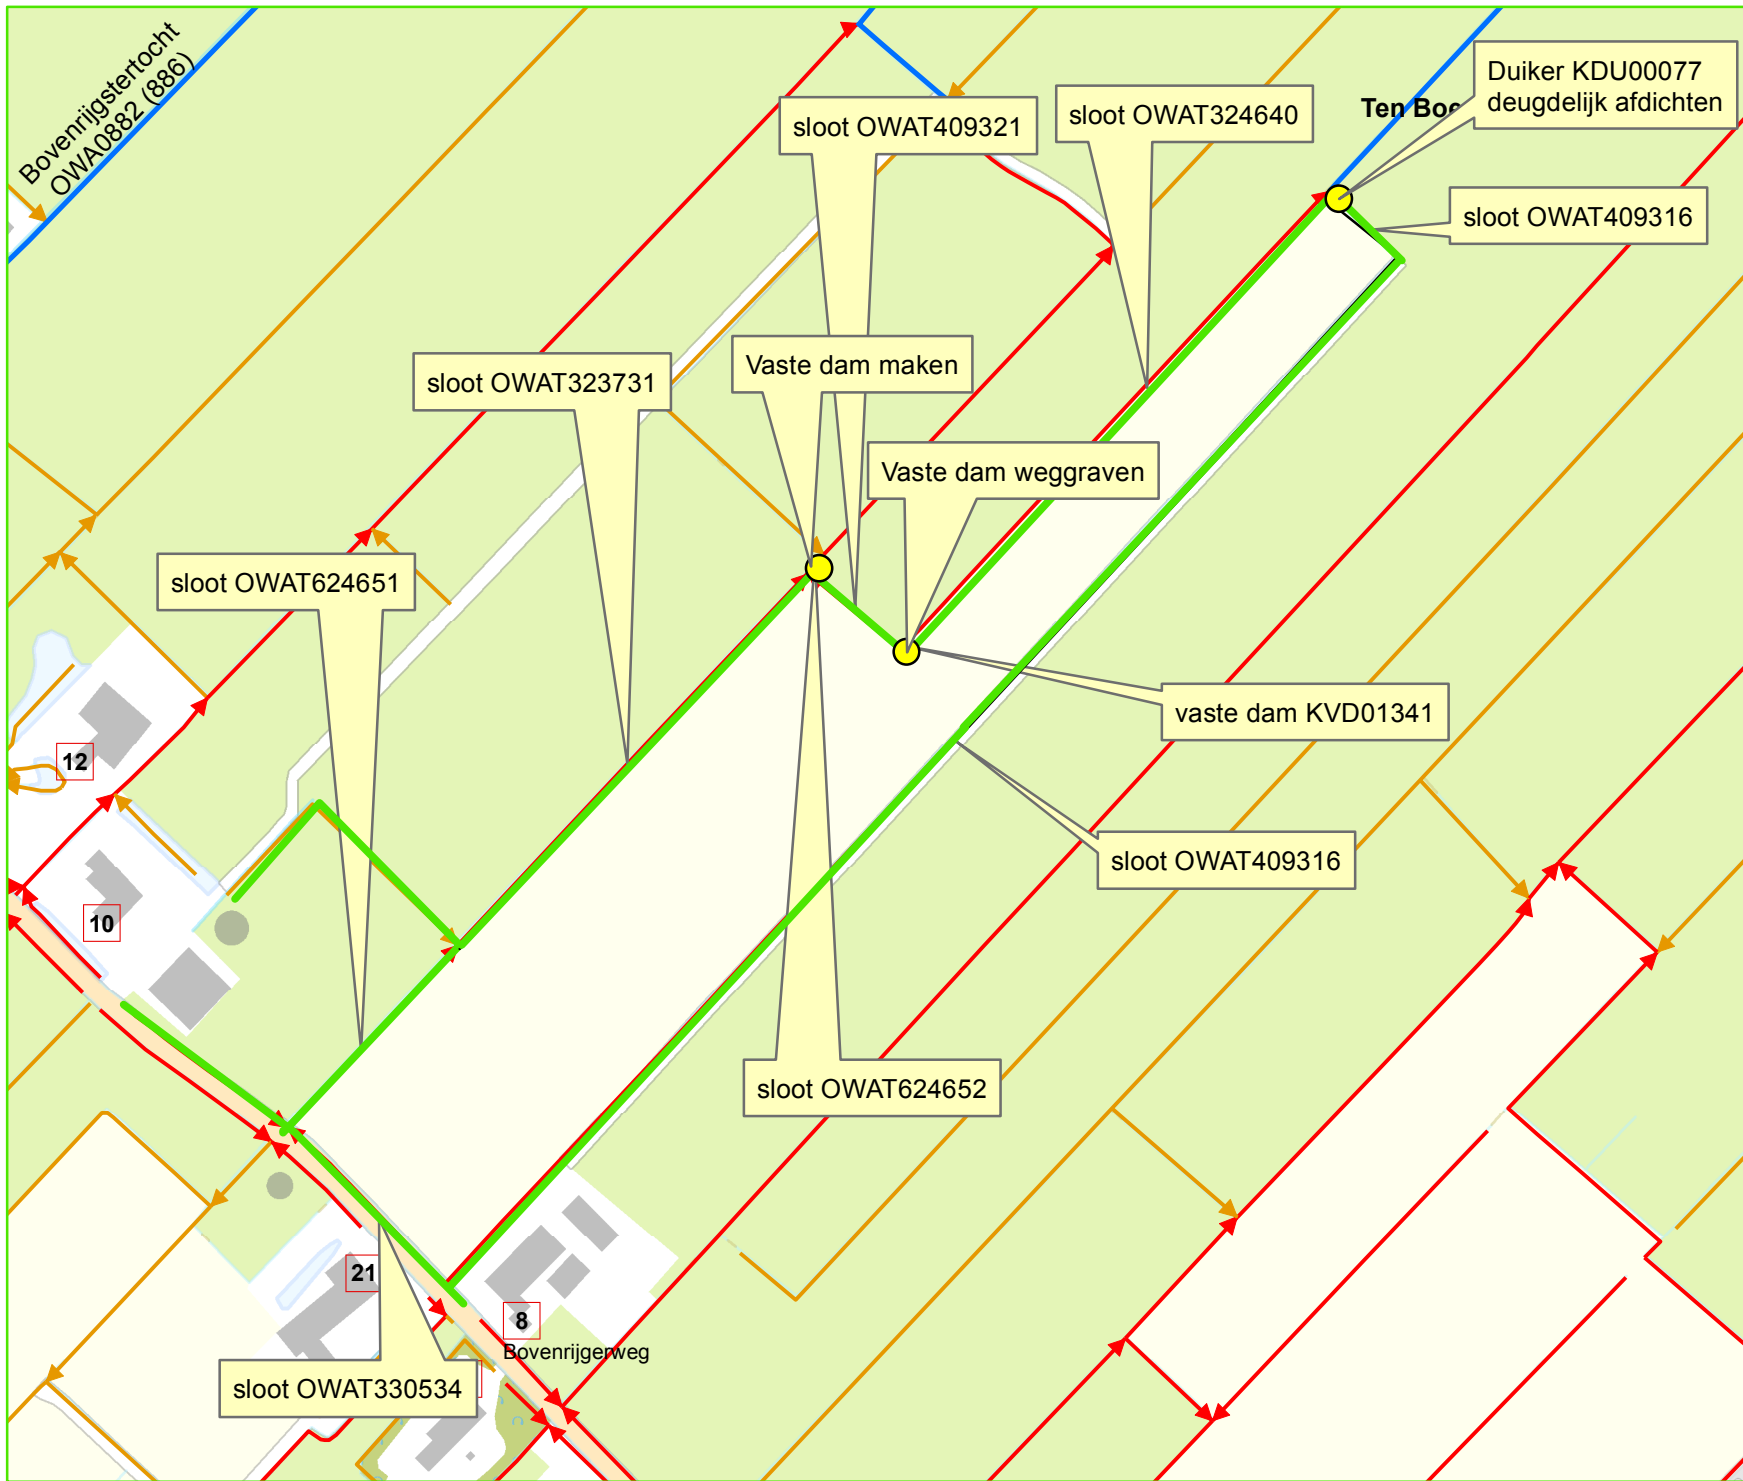 Bovenrijgstertocht
OWA0882 (886)
Duiker KDU00077
deugdelijk afdichten
Ten Boe
sloot OWAT409321
sloot OWAT324640
sloot OWAT409316
sloot OWAT323731
Vaste dam maken
Vaste dam weggraven
sloot OWAT624651
vaste dam KVD01341
12
sloot OWAT409316
10
sloot OWAT624652
21
8
Bovenrijgerweg
sloot OWAT330534